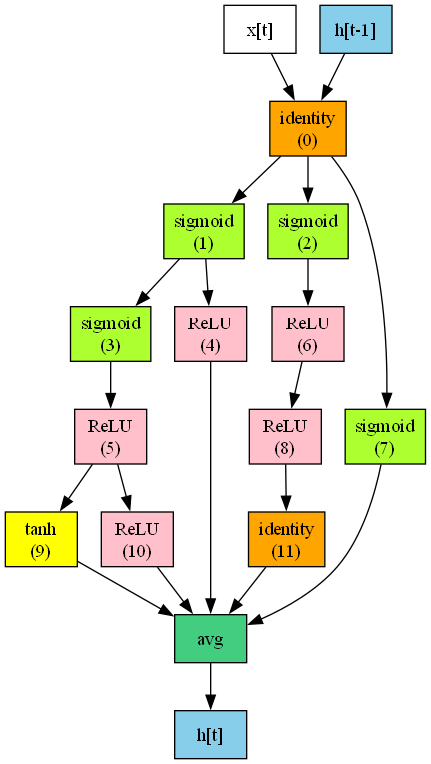 x[t]
h[t-1]
identity
(0)
sigmoid
(1)
sigmoid
(2)
sigmoid
(3)
ReLU
(4)
ReLU
(6)
ReLU
(5)
ReLU
(8)
sigmoid
(7)
tanh
(9)
ReLU
(10)
identity
(11)
avg
h[t]